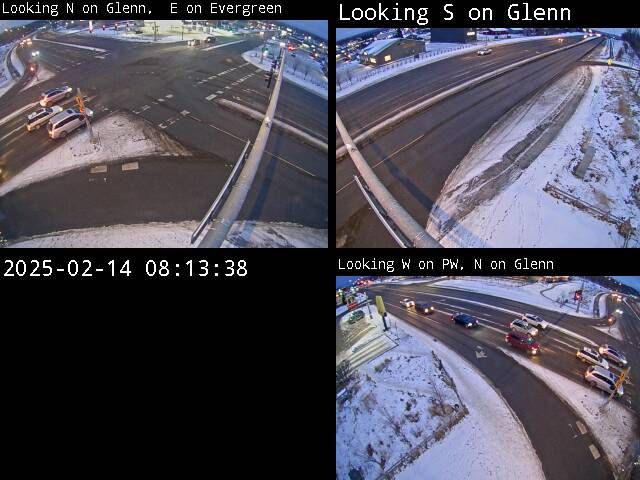 Looking N on Glenn,  E on Evergreen
Looking S on Glenn
2025-02-14 08:13:38
Looking W on PW, N on Glenn